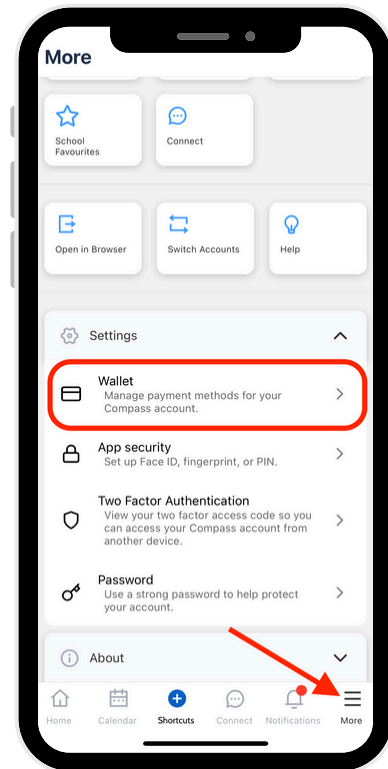 More
School
Favourites
Connect
Open in Browser
Switch Accounts
Help
Settings
Wallet
Manage payment methods for your
Compass account.
App security
Set up Face ID, fingerprint, or PIN.
Two Factor Authentication
View your two factor access code so you
can access your Compass account from
another device.
Password
Use a strong password to help protect
your account.
About
Home
Calendar
Shortcuts
Connect
Notifications
More